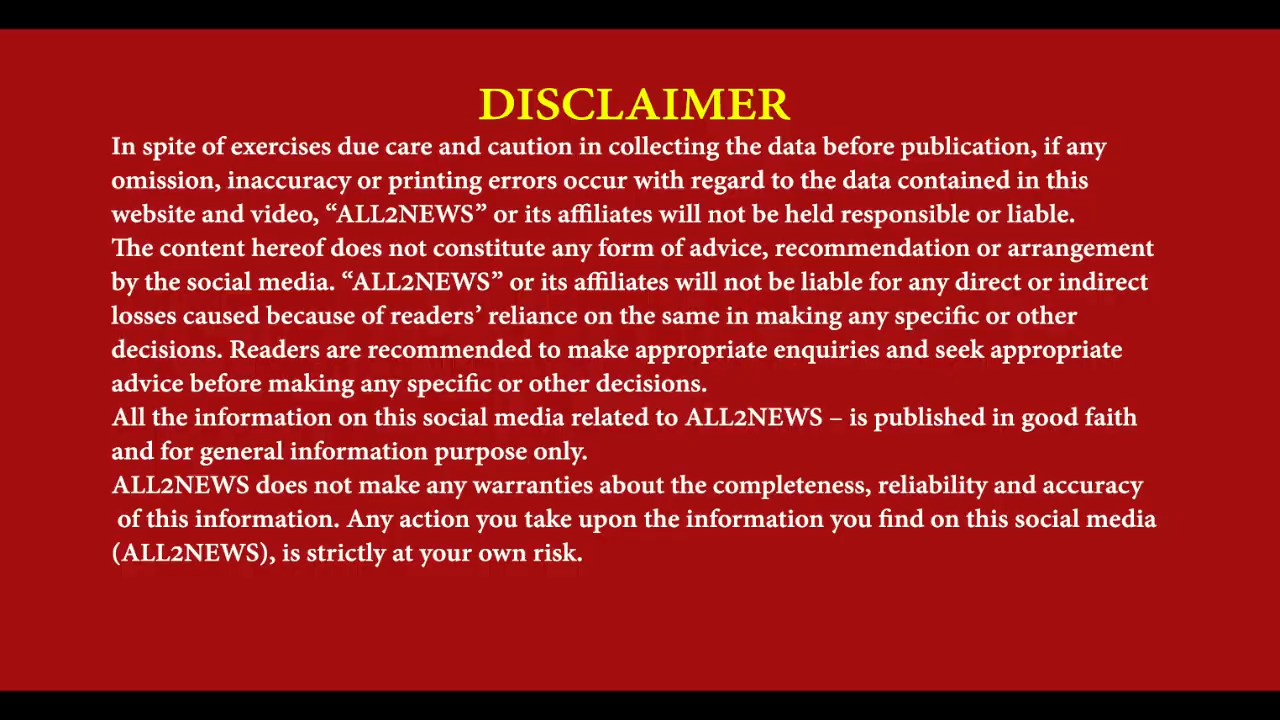 DISCLAIMER
In spite of exercises due care and caution in collecting the data before publication, if any
omission, inaccuracy or printing errors occur with regard to the data contained in this
website and video, “ALL2NEWS” or its affiliates will not be held responsible or liable.
The content hereof does not constitute any form of advice, recommendation or arrangement
by the social media. “ALL2NEWS” or its affiliates will not be liable for any direct or indirect
losses caused because of readers’ reliance on the same in making any specific or other
decisions. Readers are recommended to make appropriate enquiries and seek appropriate
advice before making any specific or other decisions.
All the information on this social media related to ALL2NEWS – is published in good faith
and for general information purpose only.
ALL2NEWS does not make any warranties about the completeness, reliability and accuracy
of this information. Any action you take upon the information you find on this social media
(ALL2NEWS), is strictly at your own risk.